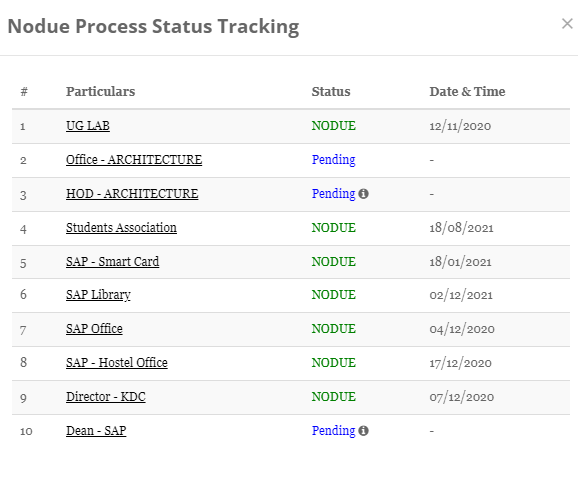 Nodue Process Status Tracking ×
# Particulars Status Date & Time
1 UG LAB NODUE 12/11/2020
2 Office - ARCHITECTURE Pending -
3 HOD - ARCHITECTURE Pending -
4 Students Association NODUE 18/08/2021
5 SAP - Smart Card NODUE 18/01/2021
6 SAP Library NODUE 02/12/2021
7 SAP Office NODUE 04/12/2020
8 SAP - Hostel Office NODUE 17/12/2020
9 Director - KDC NODUE 07/12/2020
10 Dean - SAP Pending -